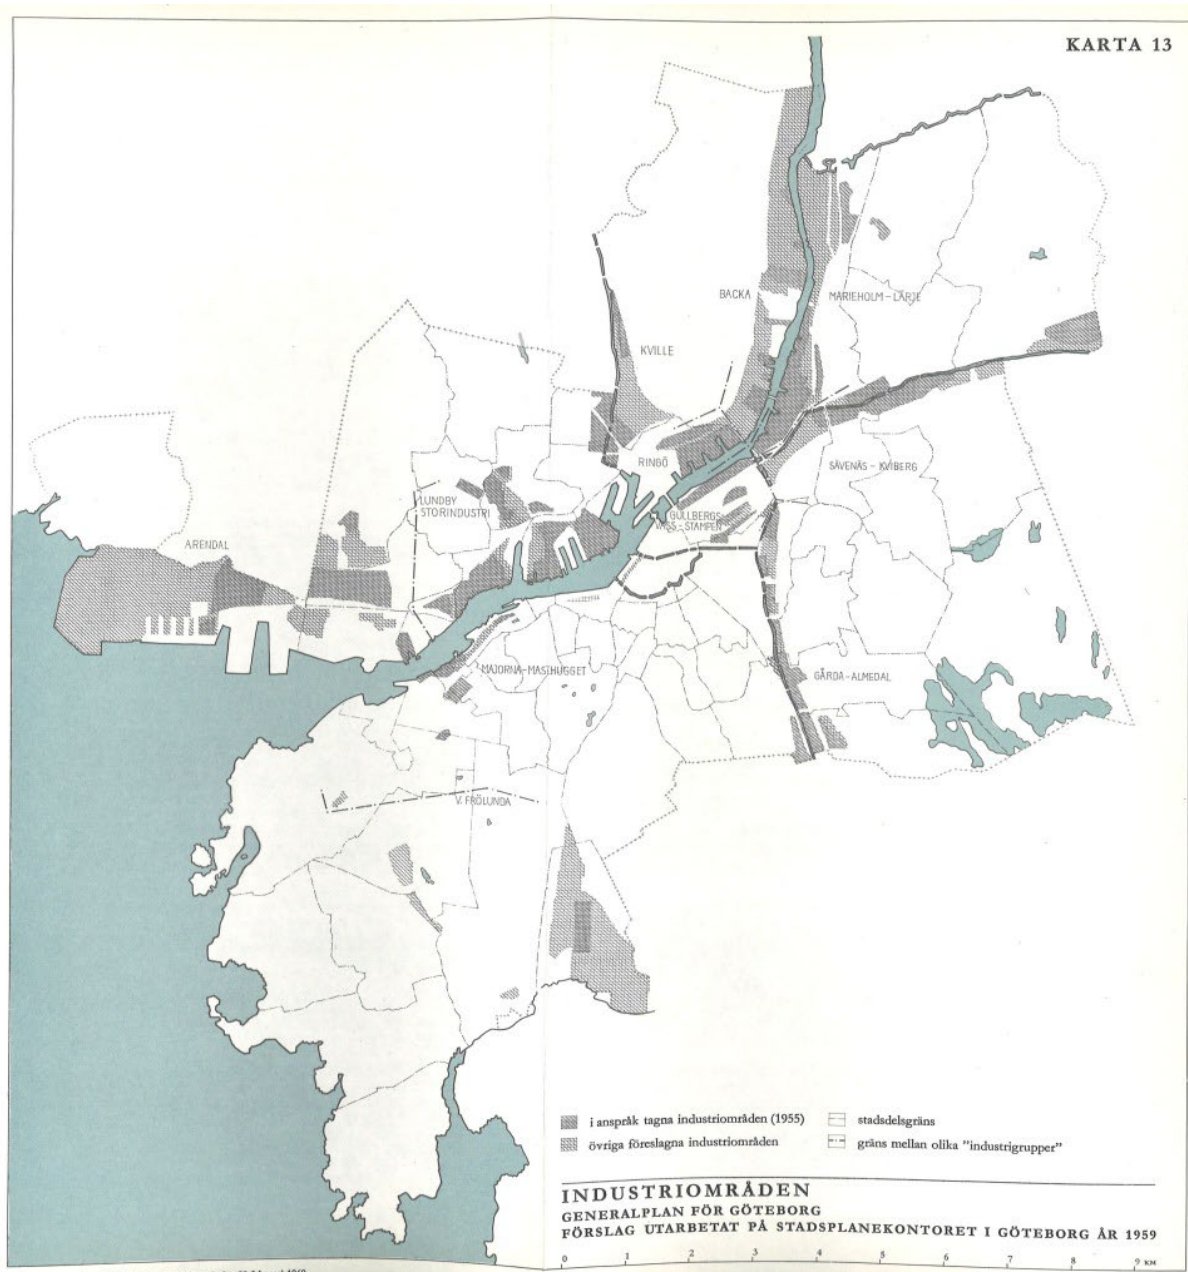 KARTA 13
BACKA
MARIEHOLM - LÄRJE
KVILLE
RINGÖ
SÄVENÄS - KVIBERG
LUNDBY
STORINDUSTRI
GULLBERGS-
VASS - STAMPEN
ARENDAL
MAJORNA-MASTHUGGET
GÅRDA - ALMEDAL
V. FRÖLUNDA
i anspråk tagna industriområden (1955)
stadsdelsgräns
övriga föreslagna industriområden
gräns mellan olika "industrigrupper"
INDUSTRIOMRÅDEN
GENERALPLAN FÖR GÖTEBORG
FÖRSLAG UTARBETAT PÅ STADSPLANEKONTORET I GÖTEBORG ÅR 1959
0 1 2 3 4 5 6 7 8 9 KM